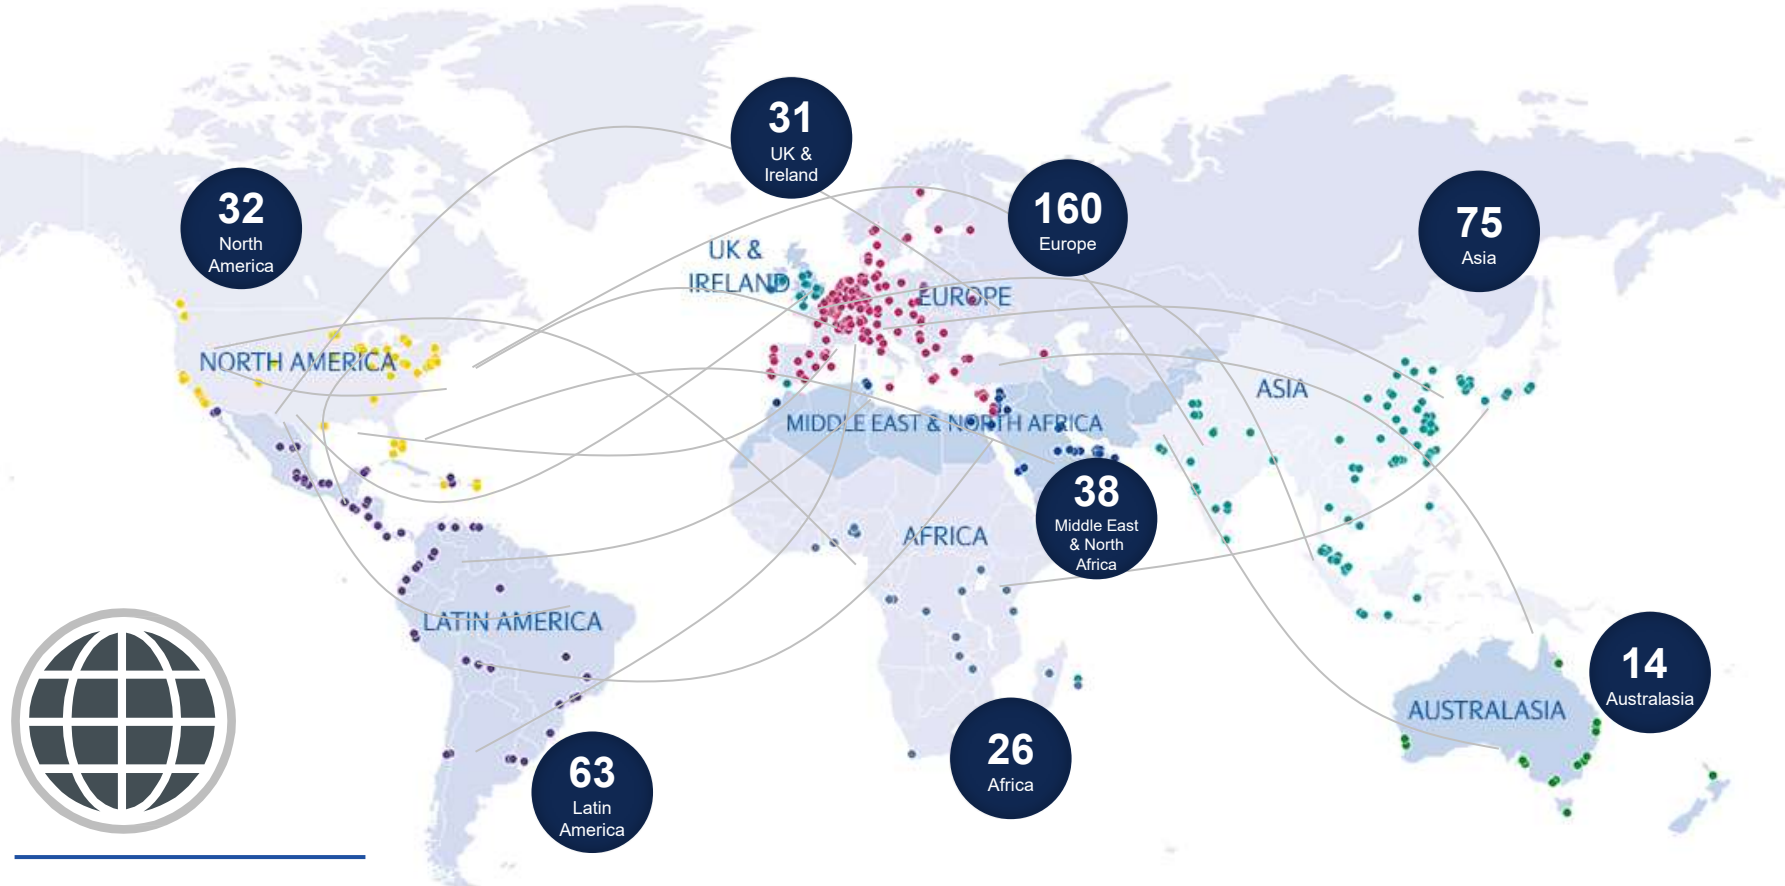 31
UK &
Ireland
32
North
America
160
Europe
75
Asia
UK &
IRELAND
EUROPE
NORTH AMERICA
ASIA
MIDDLE EAST & NORTH AFRICA
38
Middle East
& North
Africa
AFRICA
LATIN AMERICA
14
Australasia
AUSTRALASIA
26
Africa
63
Latin
America